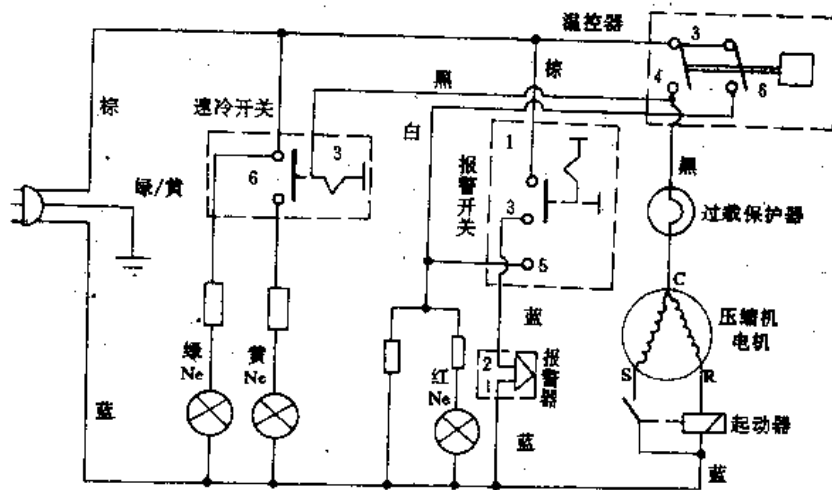 温控器
3
4
6
棕
黑
棕
速冷开关
白
3
6
绿/黄
报警开关
1
3
5
黑
过载保护器
C
压缩机
电机
S
R
蓝
2
1
报警器
绿
Ne
黄
Ne
红
Ne
蓝
蓝
起动器
蓝